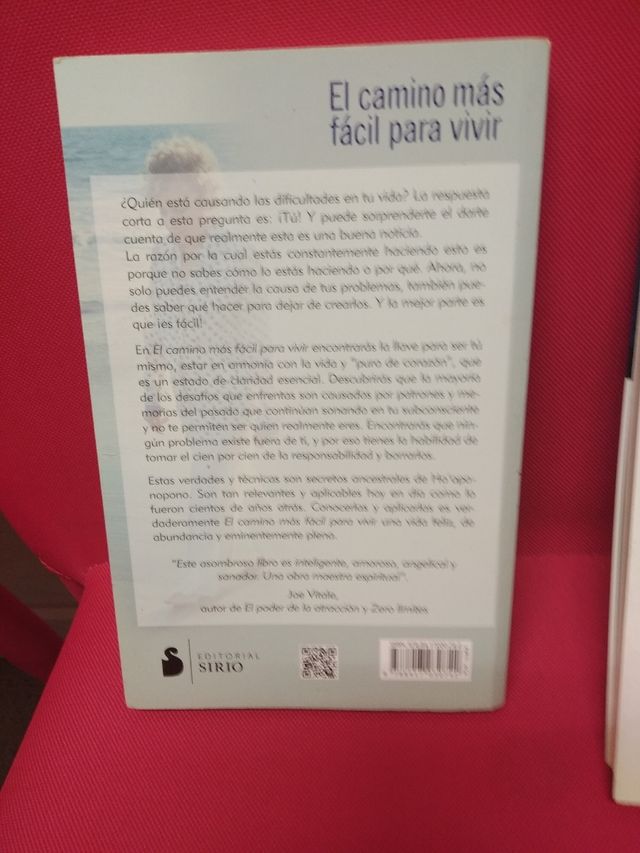 El camino más
fácil para vivir
¿Quién está causando las dificultades en tu vida? La respuesta
corta a esta pregunta es: ¡Tú! Y puede sorprenderte el darte
cuenta de que realmente esta es una buena noticia.
La razón por la cual estás constantemente haciendo esto es
porque no sabes cómo lo estás haciendo o por qué. Ahora, no
solo puedes entender la causa de tus problemas, también pue-
des saber qué hacer para dejar de crearlos. Y la mejor parte es
que ¡es fácil!
En El camino más fácil para vivir encontrarás la llave para ser tú
mismo, estar en armonía con la vida y "puro de corazón", que
es un estado de claridad esencial. Descubrirás que la mayoría
de los desafíos que enfrentas son causados por patrones y me-
morias del pasado que continúan sonando en tu subconsciente
y no te permiten ser quien realmente eres. Encontrarás que nin-
gún problema existe fuera de ti, y por eso tienes la habilidad de
tomar el cien por cien de la responsabilidad y borrarlos.
Estas verdades y técnicas son secretos ancestrales de Ho'opo-
nopono. Son tan relevantes y aplicables hoy en día como lo
fueron cientos de años atrás. Conocerlos y aplicarlos es ver-
daderamente El camino más fácil para vivir una vida feliz, de
abundancia y eminentemente plena.
"Este asombroso libro es inteligente, amoroso, angelical y
sanador. Una obra maestra espiritual".
Joe Vitale,
autor de El poder de la atracción y Zero límites
EDITORIAL
SIRIO